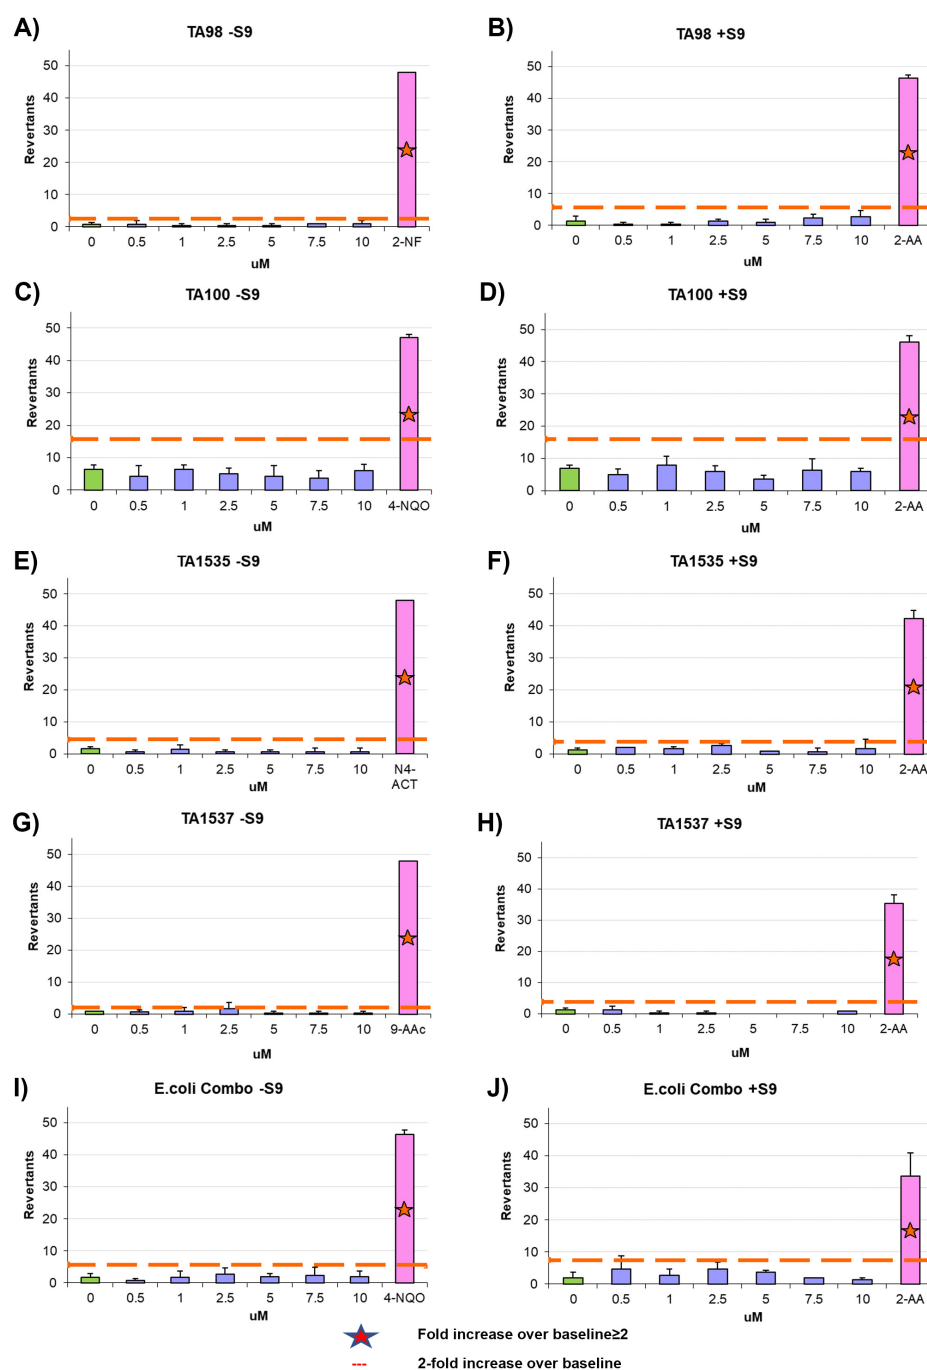 A)
TA98 -S9
Revertants
50
40
30
20
10
0
0 0.5 1 2.5 5 7.5 10 2-NF
uM
B)
TA98 +S9
Revertants
50
40
30
20
10
0
0 0.5 1 2.5 5 7.5 10 2-AA
uM
C)
TA100 -S9
Revertants
50
40
30
20
10
0
0 0.5 1 2.5 5 7.5 10 4-NQO
uM
D)
TA100 +S9
Revertants
50
40
30
20
10
0
0 0.5 1 2.5 5 7.5 10 2-AA
uM
E)
TA1535 -S9
Revertants
50
40
30
20
10
0
0 0.5 1 2.5 5 7.5 10 N4-
ACT
uM
F)
TA1535 +S9
Revertants
50
40
30
20
10
0
0 0.5 1 2.5 5 7.5 10 2-AA
uM
G)
TA1537 -S9
Revertants
50
40
30
20
10
0
0 0.5 1 2.5 5 7.5 10 9-AAc
uM
H)
TA1537 +S9
Revertants
50
40
30
20
10
0
0 0.5 1 2.5 5 7.5 10 2-AA
uM
I)
E.coli Combo -S9
Revertants
50
40
30
20
10
0
0 0.5 1 2.5 5 7.5 10 4-NQO
uM
J)
E.coli Combo +S9
Revertants
50
40
30
20
10
0
0 0.5 1 2.5 5 7.5 10 2-AA
uM
Fold increase over baseline≥2
2-fold increase over baseline